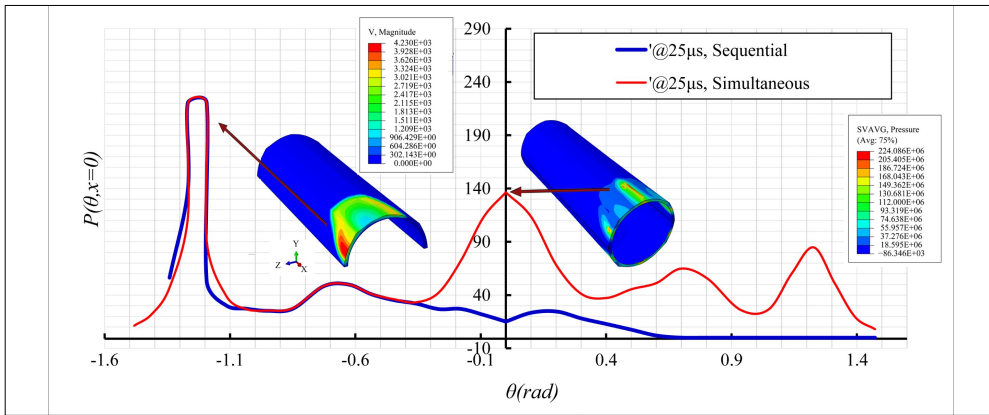 V, Magnitude
4.230E+03
3.928E+03
3.626E+03
3.324E+03
3.021E+03
2.719E+03
2.417E+03
2.115E+03
1.813E+03
1.511E+03
1.209E+03
906.429E+00
604.286E+00
302.143E+00
0.000E+00
290
240
190
140
90
40
-10
'@25μs, Sequential
'@25μs, Simultaneous
SVAVG, Pressure
(Avg: 75%)
224.086E+06
205.405E+06
186.724E+06
168.043E+06
149.362E+06
130.681E+06
112.000E+06
93.319E+06
74.638E+06
55.957E+06
37.276E+06
18.595E+06
−86.346E+03
P(θ,x=0)
Y
Z
X
-1.6 -1.1 -0.6 -0.1 0.4 0.9 1.4
θ(rad)